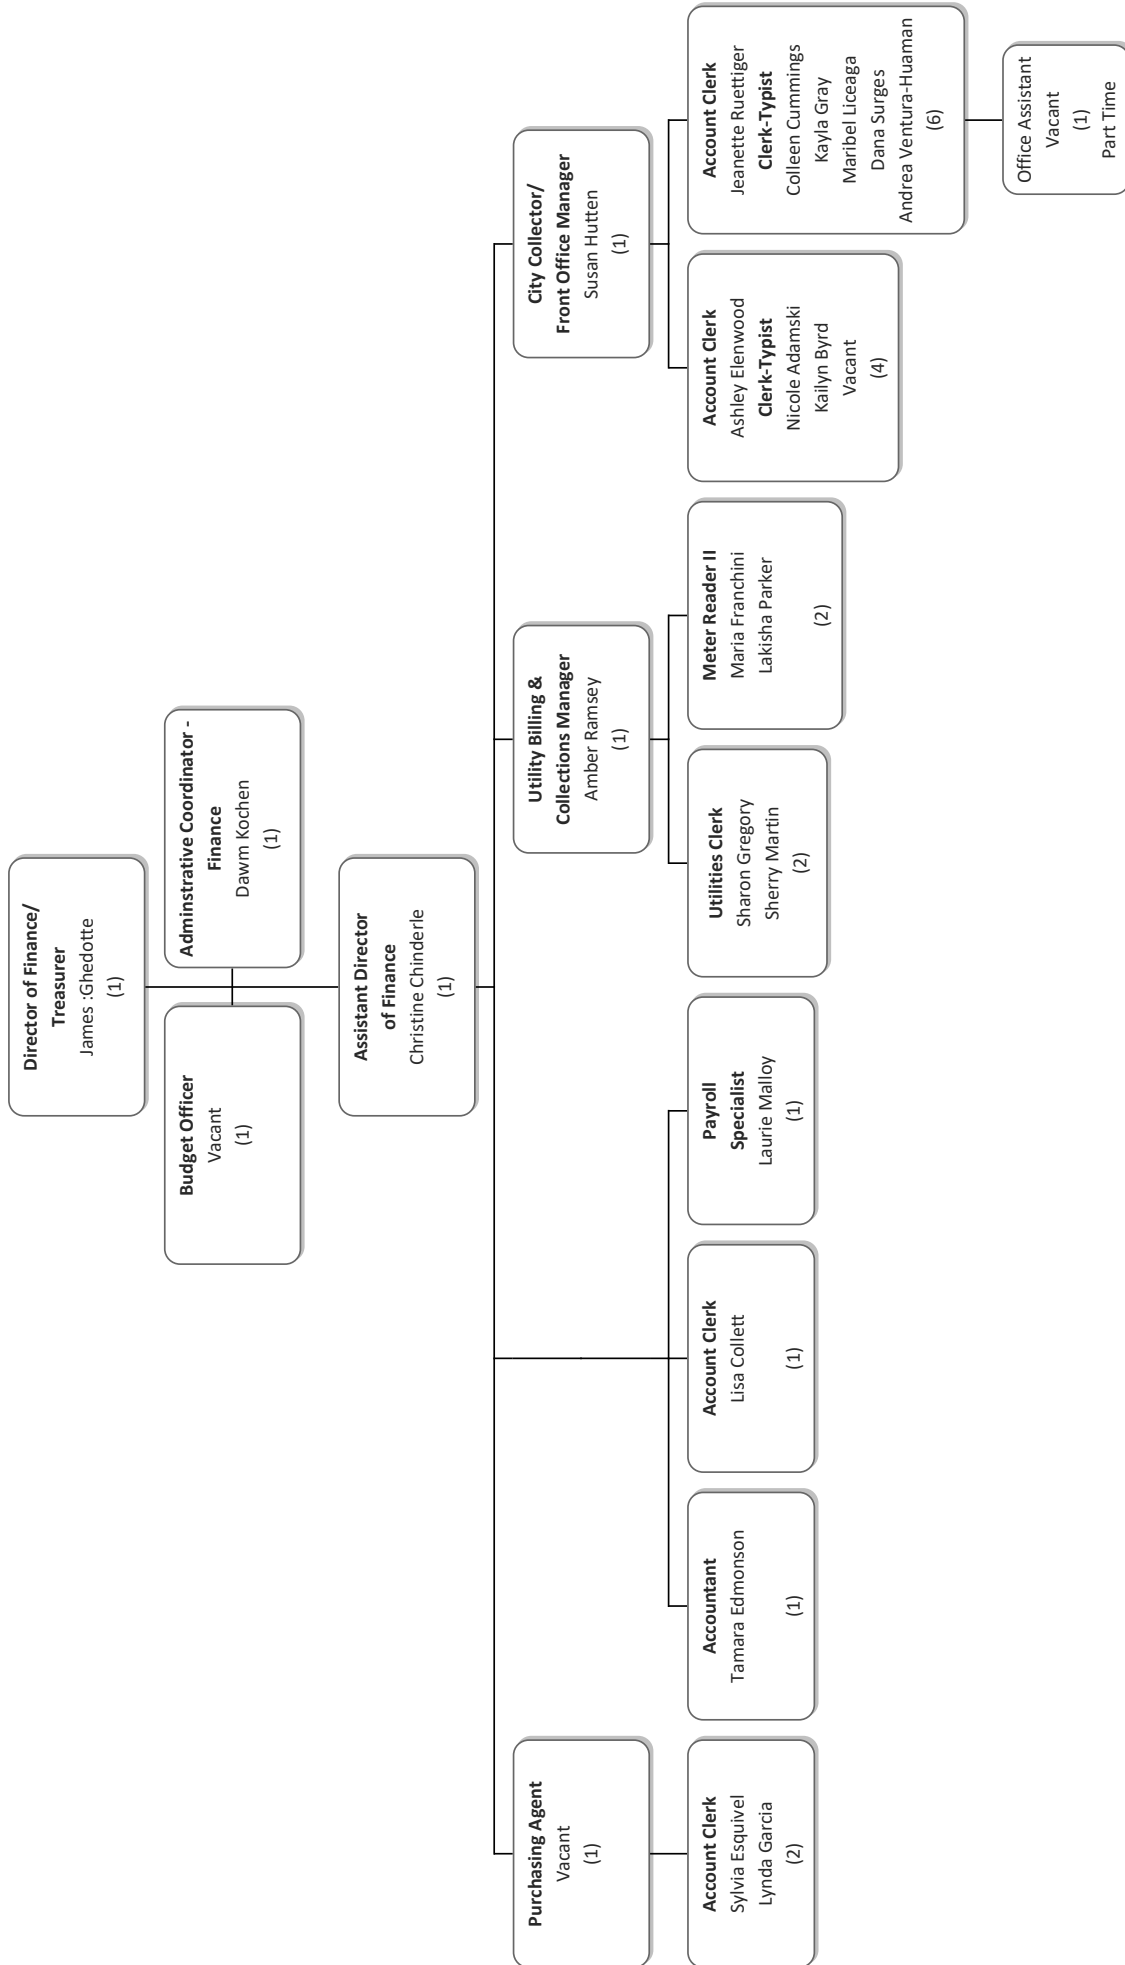 Director of Finance/
Treasurer
James :Ghedotte
(1)
Budget Officer
Vacant
(1)
Adminstrative Coordinator -
Finance
Dawm Kochen
(1)
Assistant Director
of Finance
Christine Chinderle
(1)
Purchasing Agent
Vacant
(1)
Utility Billing &
Collections Manager
Amber Ramsey
(1)
City Collector/
Front Office Manager
Susan Hutten
(1)
Account Clerk
Sylvia Esquivel
Lynda Garcia
(2)
Accountant
Tamara Edmonson
(1)
Account Clerk
Lisa Collett
(1)
Payroll
Specialist
Laurie Malloy
(1)
Utilities Clerk
Sharon Gregory
Sherry Martin
(2)
Meter Reader II
Maria Franchini
Lakisha Parker
(2)
Account Clerk
Ashley Elenwood
Clerk-Typist
Nicole Adamski
Kailyn Byrd
Vacant
(4)
Account Clerk
Jeanette Ruettiger
Clerk-Typist
Colleen Cummings
Kayla Gray
Maribel Liceaga
Dana Surges
Andrea Ventura-Huaman
(6)
Office Assistant
Vacant
(1)
Part Time